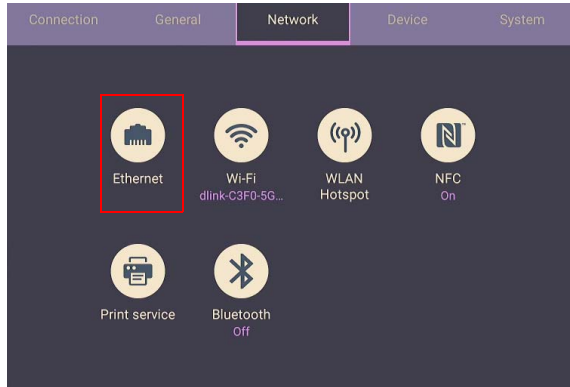 Connection General Network Device System
Ethernet Wi-Fi WLAN NFC
dlink-C3F0-5G... Hotspot On
Print service Bluetooth
Off